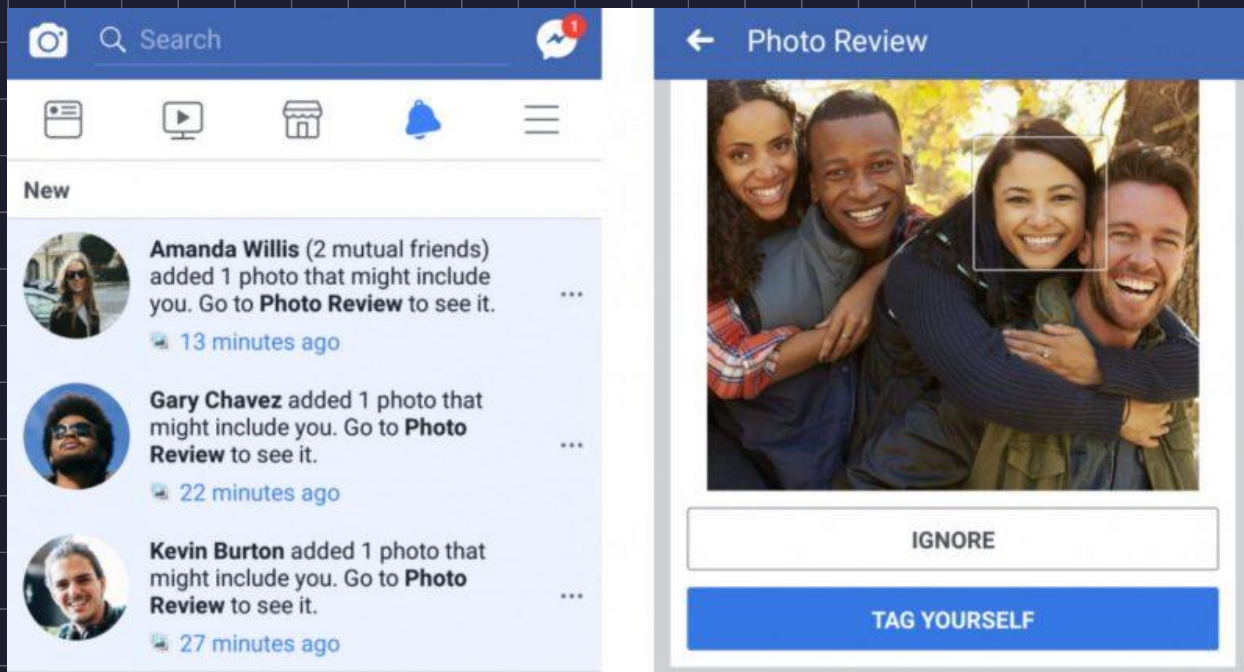 Search
1
New
Amanda Willis (2 mutual friends)
added 1 photo that might include
you. Go to Photo Review to see it.
13 minutes ago
Gary Chavez added 1 photo that
might include you. Go to Photo
Review to see it.
22 minutes ago
Kevin Burton added 1 photo that
might include you. Go to Photo
Review to see it.
27 minutes ago
Photo Review
IGNORE
TAG YOURSELF